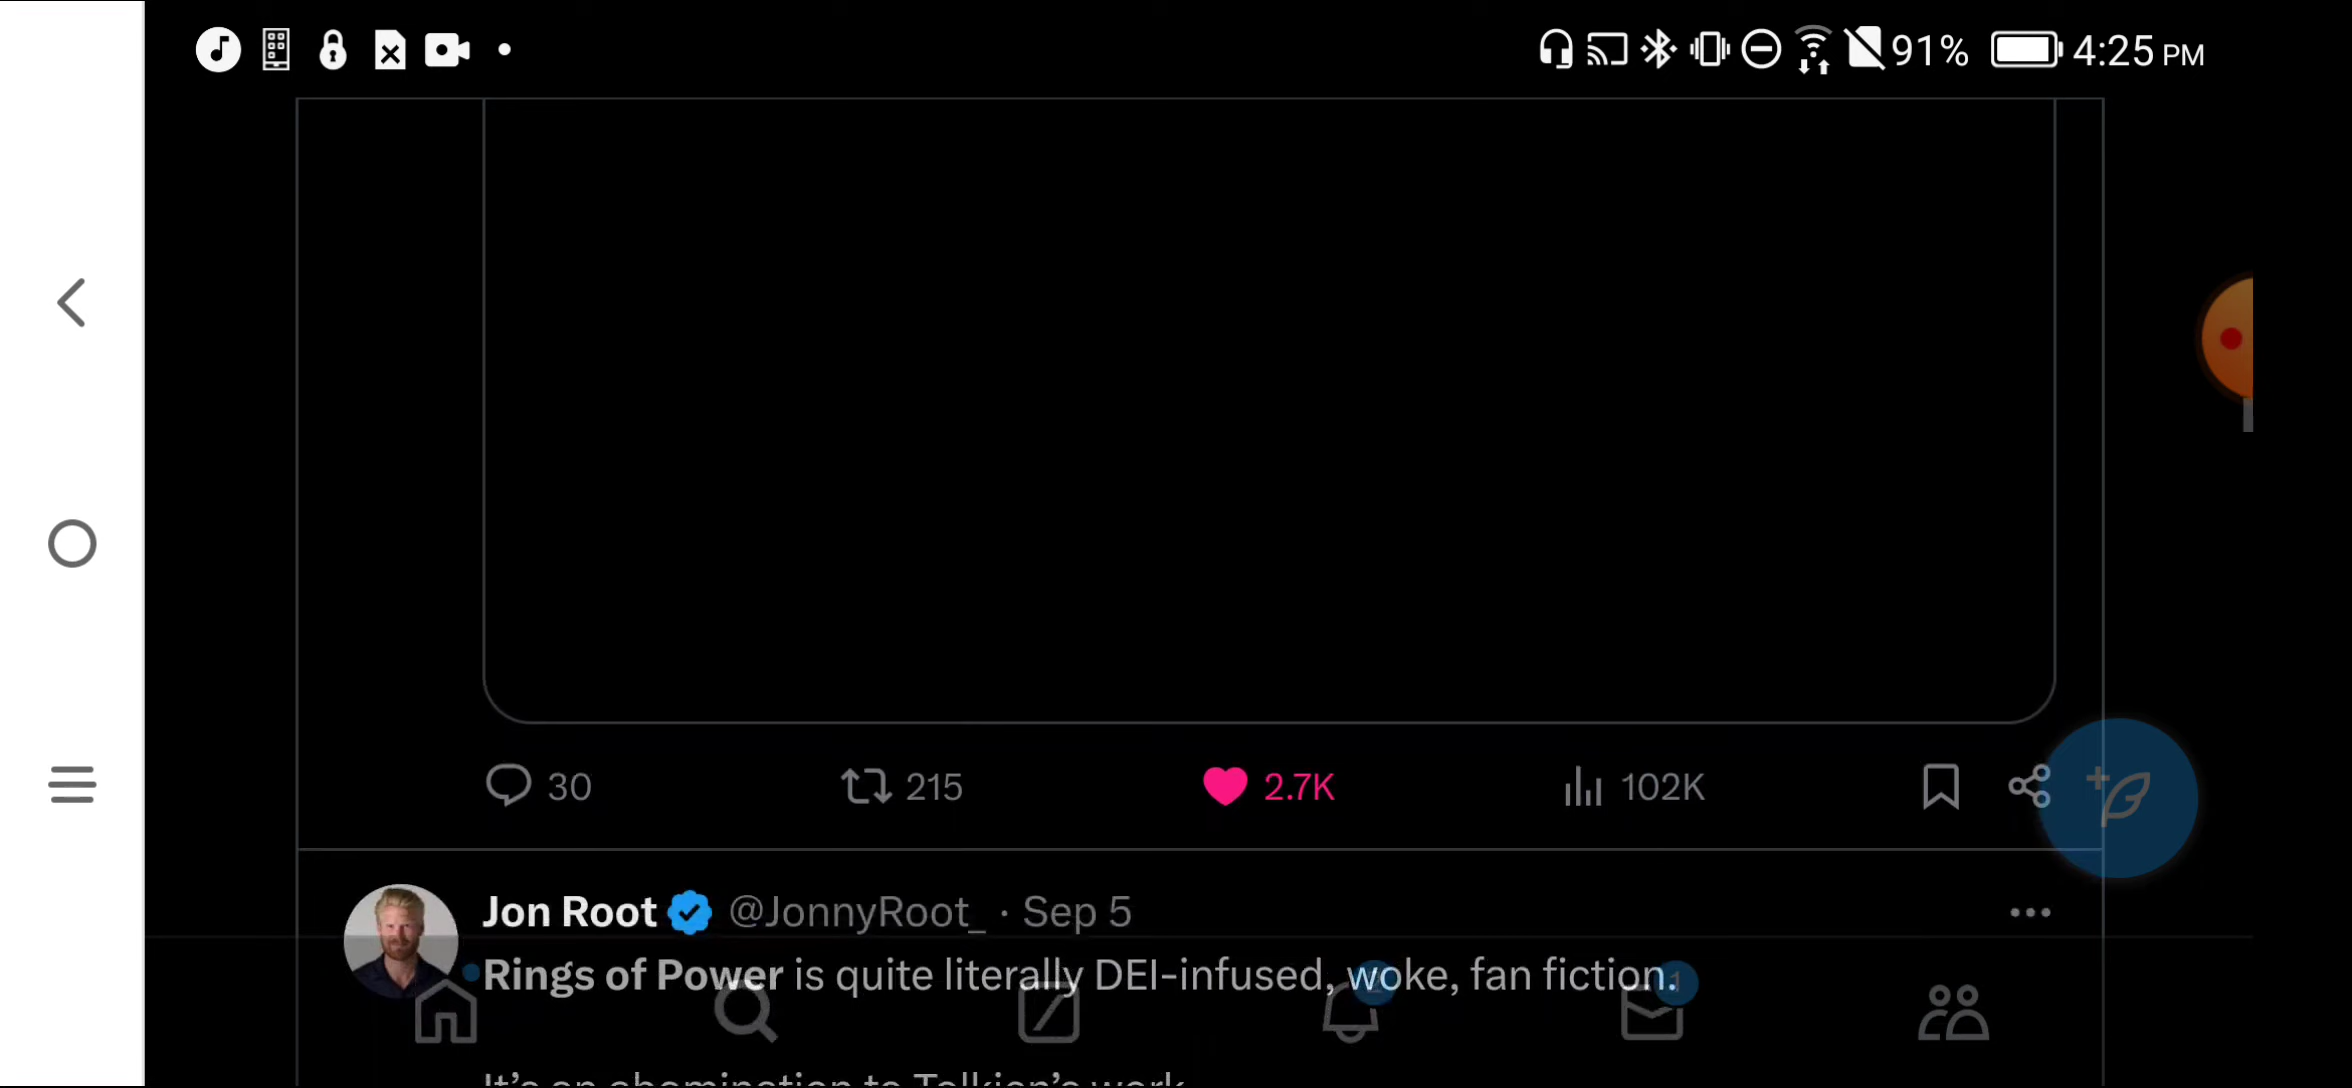 91% 4:25 PM
30 215 2.7K 102K
Jon Root @JonnyRoot_ · Sep 5
Rings of Power is quite literally DEI-infused, woke, fan fiction.
1
It's an abomination to Tolkien's work